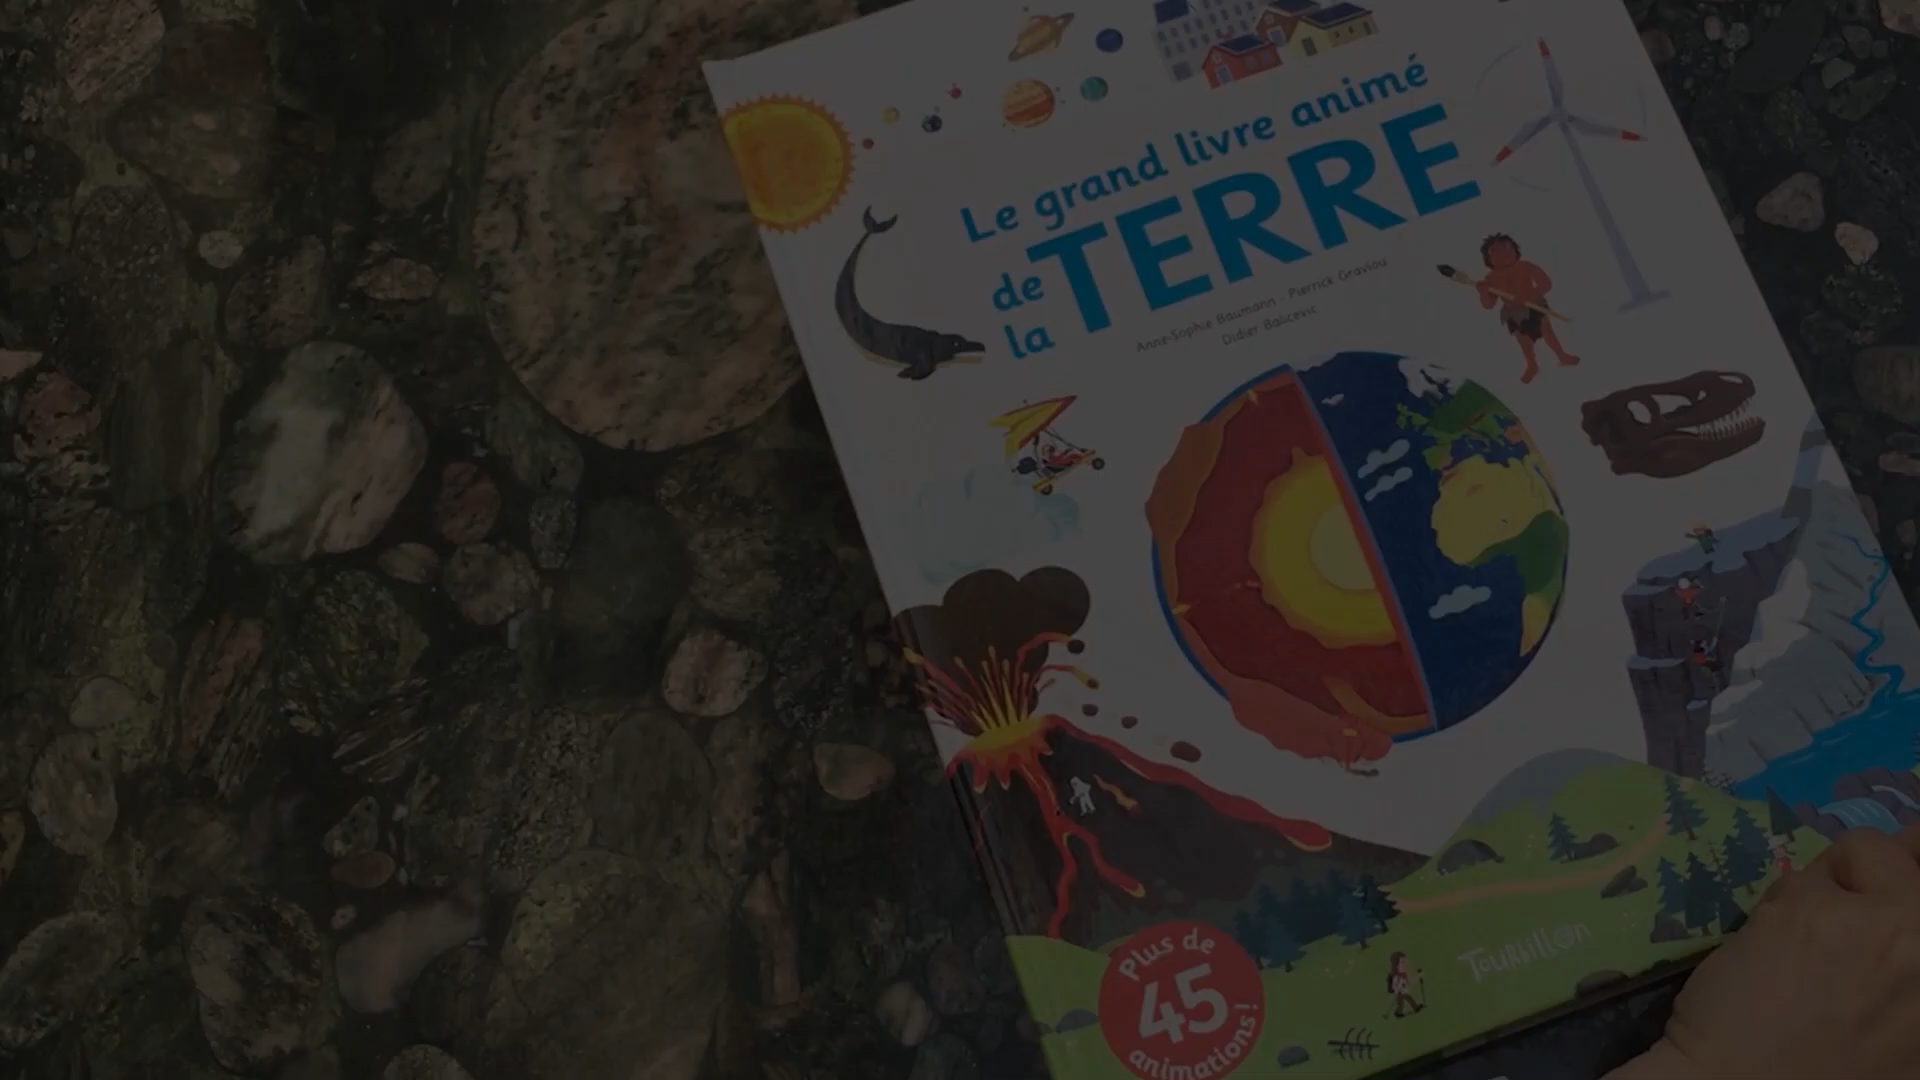 Le grand livre animé
de
la TERRE
Anne-Sophie Baumann - Pierrick Graviou
Didier Balicevic
Tourbillon
Plus de
45
animations!